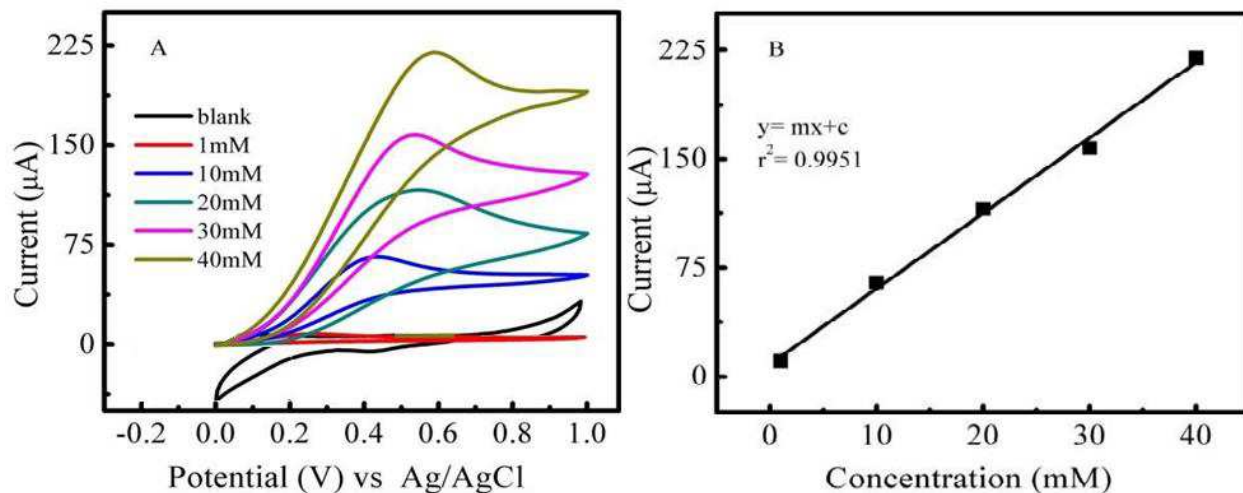 A
225
150
75
0
Current (µA)
blank
1mM
10mM
20mM
30mM
40mM
-0.2 0.0 0.2 0.4 0.6 0.8 1.0
Potential (V) vs Ag/AgCl
B
225
150
75
0
Current (µA)
y= mx+c
r²= 0.9951
0 10 20 30 40
Concentration (mM)